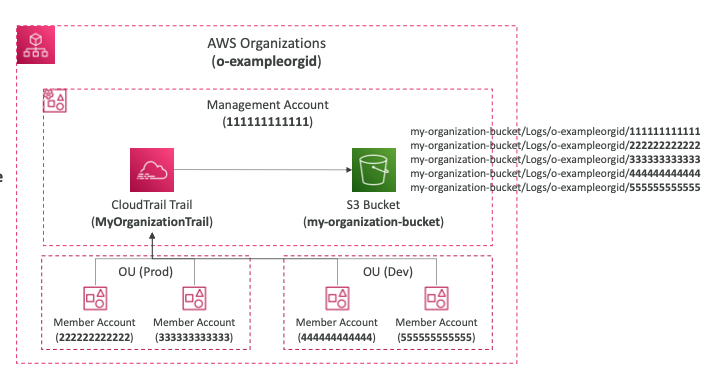 AWS Organizations
(o-exampleorgid)
Management Account
(111111111111)
my-organization-bucket/Logs/o-exampleorgid/111111111111
my-organization-bucket/Logs/o-exampleorgid/222222222222
my-organization-bucket/Logs/o-exampleorgid/333333333333
my-organization-bucket/Logs/o-exampleorgid/444444444444
my-organization-bucket/Logs/o-exampleorgid/555555555555
CloudTrail Trail
(MyOrganizationTrail)
S3 Bucket
(my-organization-bucket)
OU (Prod)
Member Account
(222222222222)
Member Account
(333333333333)
OU (Dev)
Member Account
(444444444444)
Member Account
(555555555555)